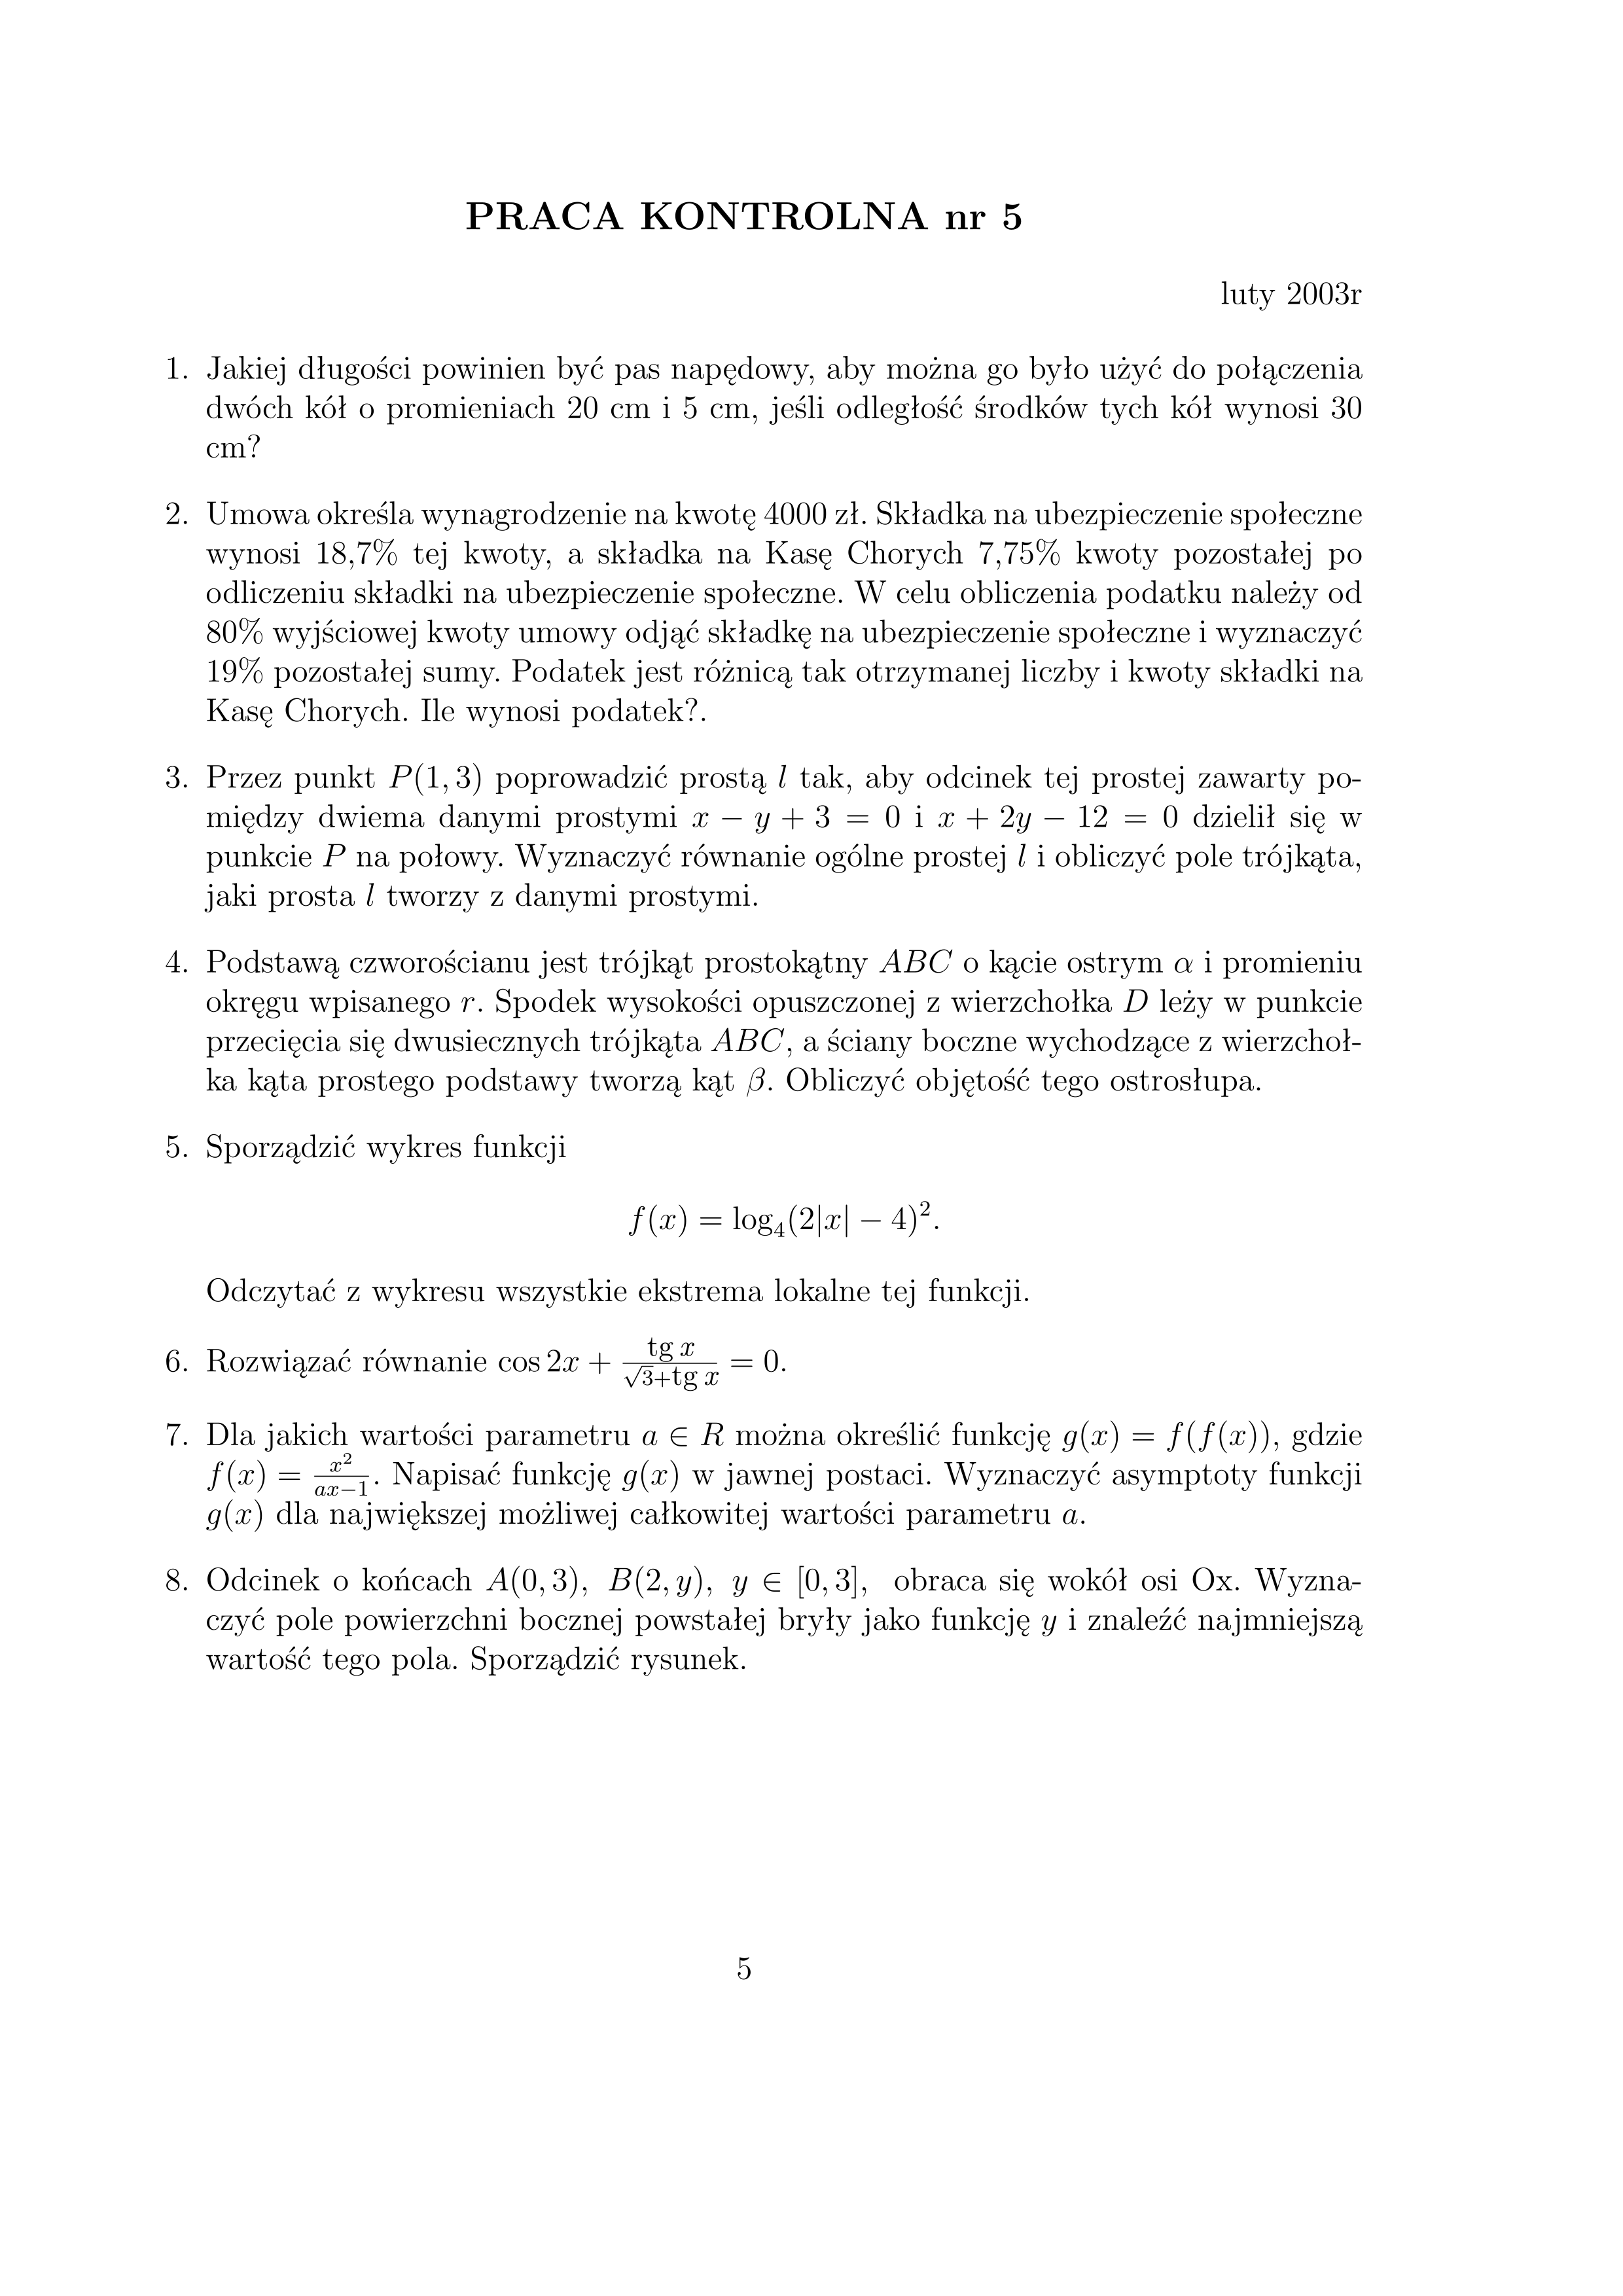 PRACA KONTROLNA nr 5
luty 2003r
1. Jakiej długości powinien być pas napędowy, aby można go było użyć do połączenia
dwóch kół o promieniach 20 cm i 5 cm, jeśli odległość środków tych kół wynosi 30
cm?
2. Umowa określa wynagrodzenie na kwotę 4000 zł. Składka na ubezpieczenie społeczne
wynosi 18,7% tej kwoty, a składka na Kasę Chorych 7,75% kwoty pozostałej po
odliczeniu składki na ubezpieczenie społeczne. W celu obliczenia podatku należy od
80% wyjściowej kwoty umowy odjąć składkę na ubezpieczenie społeczne i wyznaczyć
19% pozostałej sumy. Podatek jest różnicą tak otrzymanej liczby i kwoty składki na
Kasę Chorych. Ile wynosi podatek?.
3. Przez punkt $P(1,3)$ poprowadzić prostą $l$ tak, aby odcinek tej prostej zawarty po-
między dwiema danymi prostymi $x - y + 3 = 0$ i $x + 2y - 12 = 0$ dzielił się w
punkcie $P$ na połowy. Wyznaczyć równanie ogólne prostej $l$ i obliczyć pole trójkąta,
jaki prosta $l$ tworzy z danymi prostymi.
4. Podstawą czworościanu jest trójkąt prostokątny $ABC$ o kącie ostrym $\alpha$ i promieniu
okręgu wpisanego $r$. Spodek wysokości opuszczonej z wierzchołka $D$ leży w punkcie
przecięcia się dwusiecznych trójkąta $ABC$, a ściany boczne wychodzące z wierzchoł-
ka kąta prostego podstawy tworzą kąt $\beta$. Obliczyć objętość tego ostrosłupa.
5. Sporządzić wykres funkcji
$f(x) = \log_4(2|x| - 4)^2.$
Odczytać z wykresu wszystkie ekstrema lokalne tej funkcji.
6. Rozwiązać równanie $\cos 2x + \frac{\operatorname{tg} x}{\sqrt{3}+\operatorname{tg} x} = 0.$
7. Dla jakich wartości parametru $a \in R$ można określić funkcję $g(x) = f(f(x))$, gdzie
$f(x) = \frac{x^2}{ax-1}$. Napisać funkcję $g(x)$ w jawnej postaci. Wyznaczyć asymptoty funkcji
$g(x)$ dla największej możliwej całkowitej wartości parametru $a$.
8. Odcinek o końcach $A(0,3)$, $B(2,y)$, $y \in [0,3]$, obraca się wokół osi Ox. Wyzna-
czyć pole powierzchni bocznej powstałej bryły jako funkcję $y$ i znaleźć najmniejszą
wartość tego pola. Sporządzić rysunek.
5